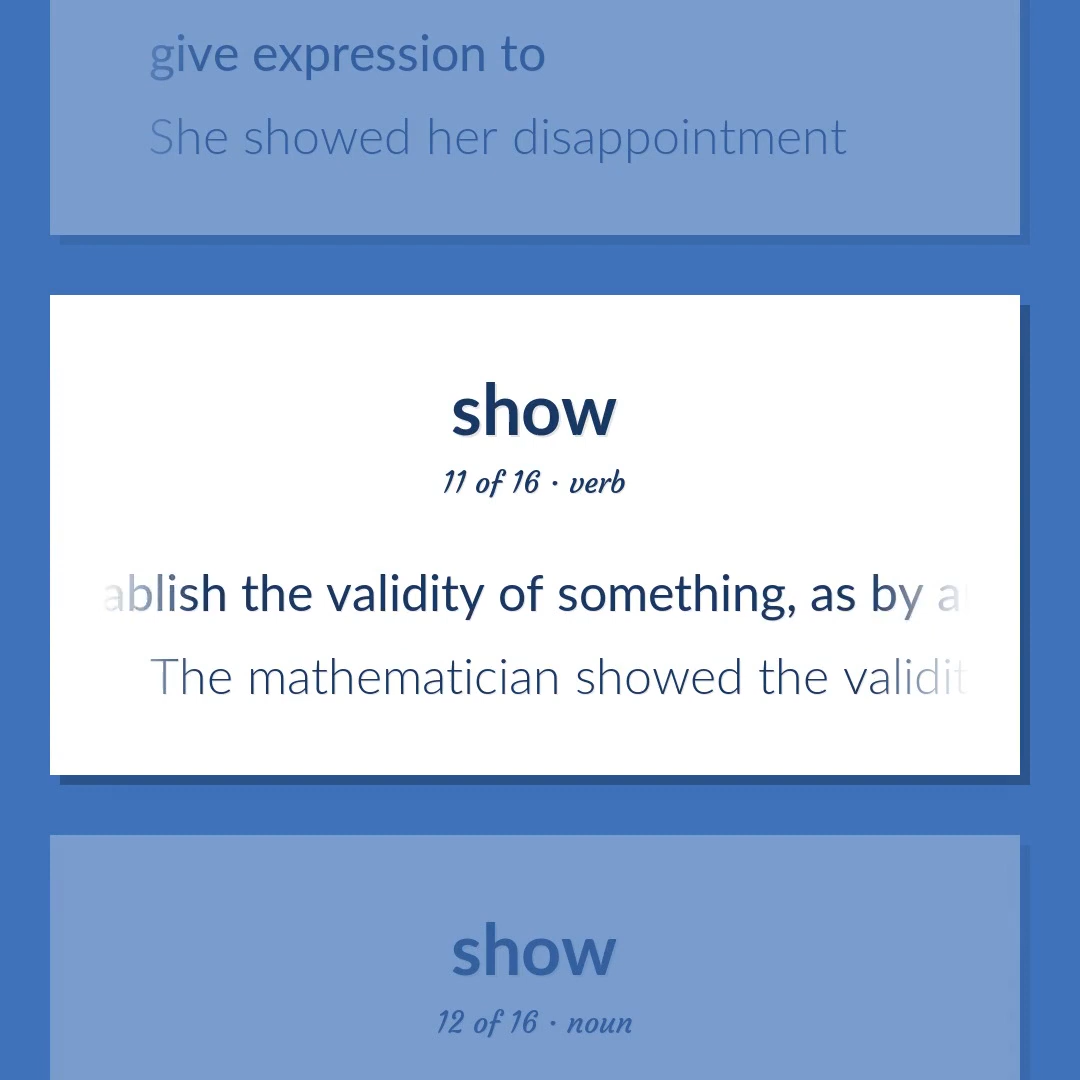 give expression to
She showed her disappointment
show
11 of 16 · verb
ablish the validity of something, as by a
The mathematician showed the validit
show
12 of 16 · noun